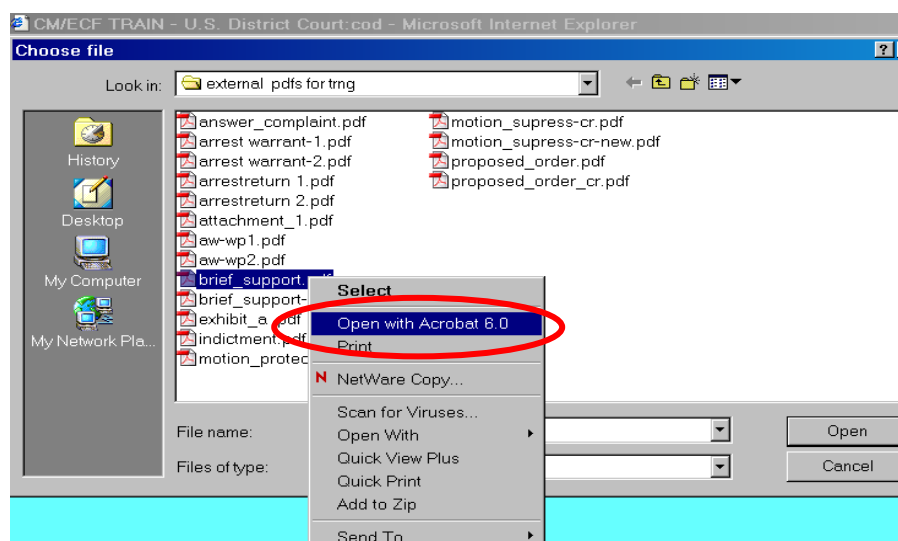 CM/ECF TRAIN - U.S. District Court:cod - Microsoft Internet Explorer
Choose file
?
Look in:
external pdfs for trng
History
Desktop
My Computer
My Network Pla...
answer_complaint.pdf
arrest warrant-1.pdf
arrest warrant-2.pdf
arrestreturn 1.pdf
arrestreturn 2.pdf
attachment_1.pdf
aw-wp1.pdf
aw-wp2.pdf
brief_support.pdf
brief_support-
exhibit_a.pdf
indictment.pdf
motion_protec
motion_supress-cr.pdf
motion_supress-cr-new.pdf
proposed_order.pdf
proposed_order_cr.pdf
Select
Open with Acrobat 6.0
Print
N NetWare Copy...
Scan for Viruses...
Open With
Quick View Plus
Quick Print
Add to Zip
Send To
File name:
Files of type:
Open
Cancel